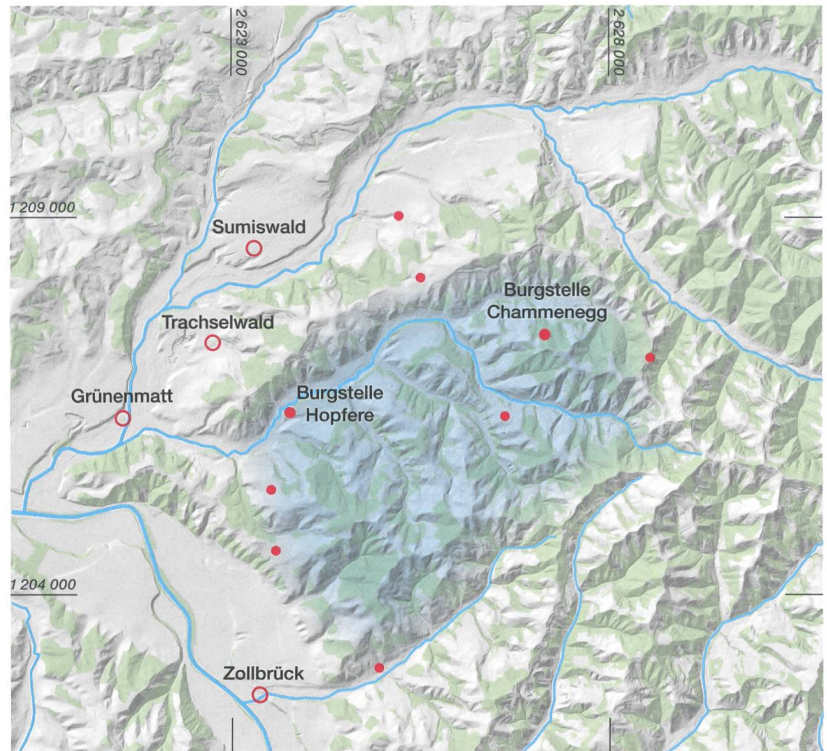 2 623 000
2 628 000
1 209 000
Sumiswald
Burgstelle
Chammenegg
Trachselwald
Grünenmatt
Burgstelle
Hopfere
1 204 000
Zollbrück